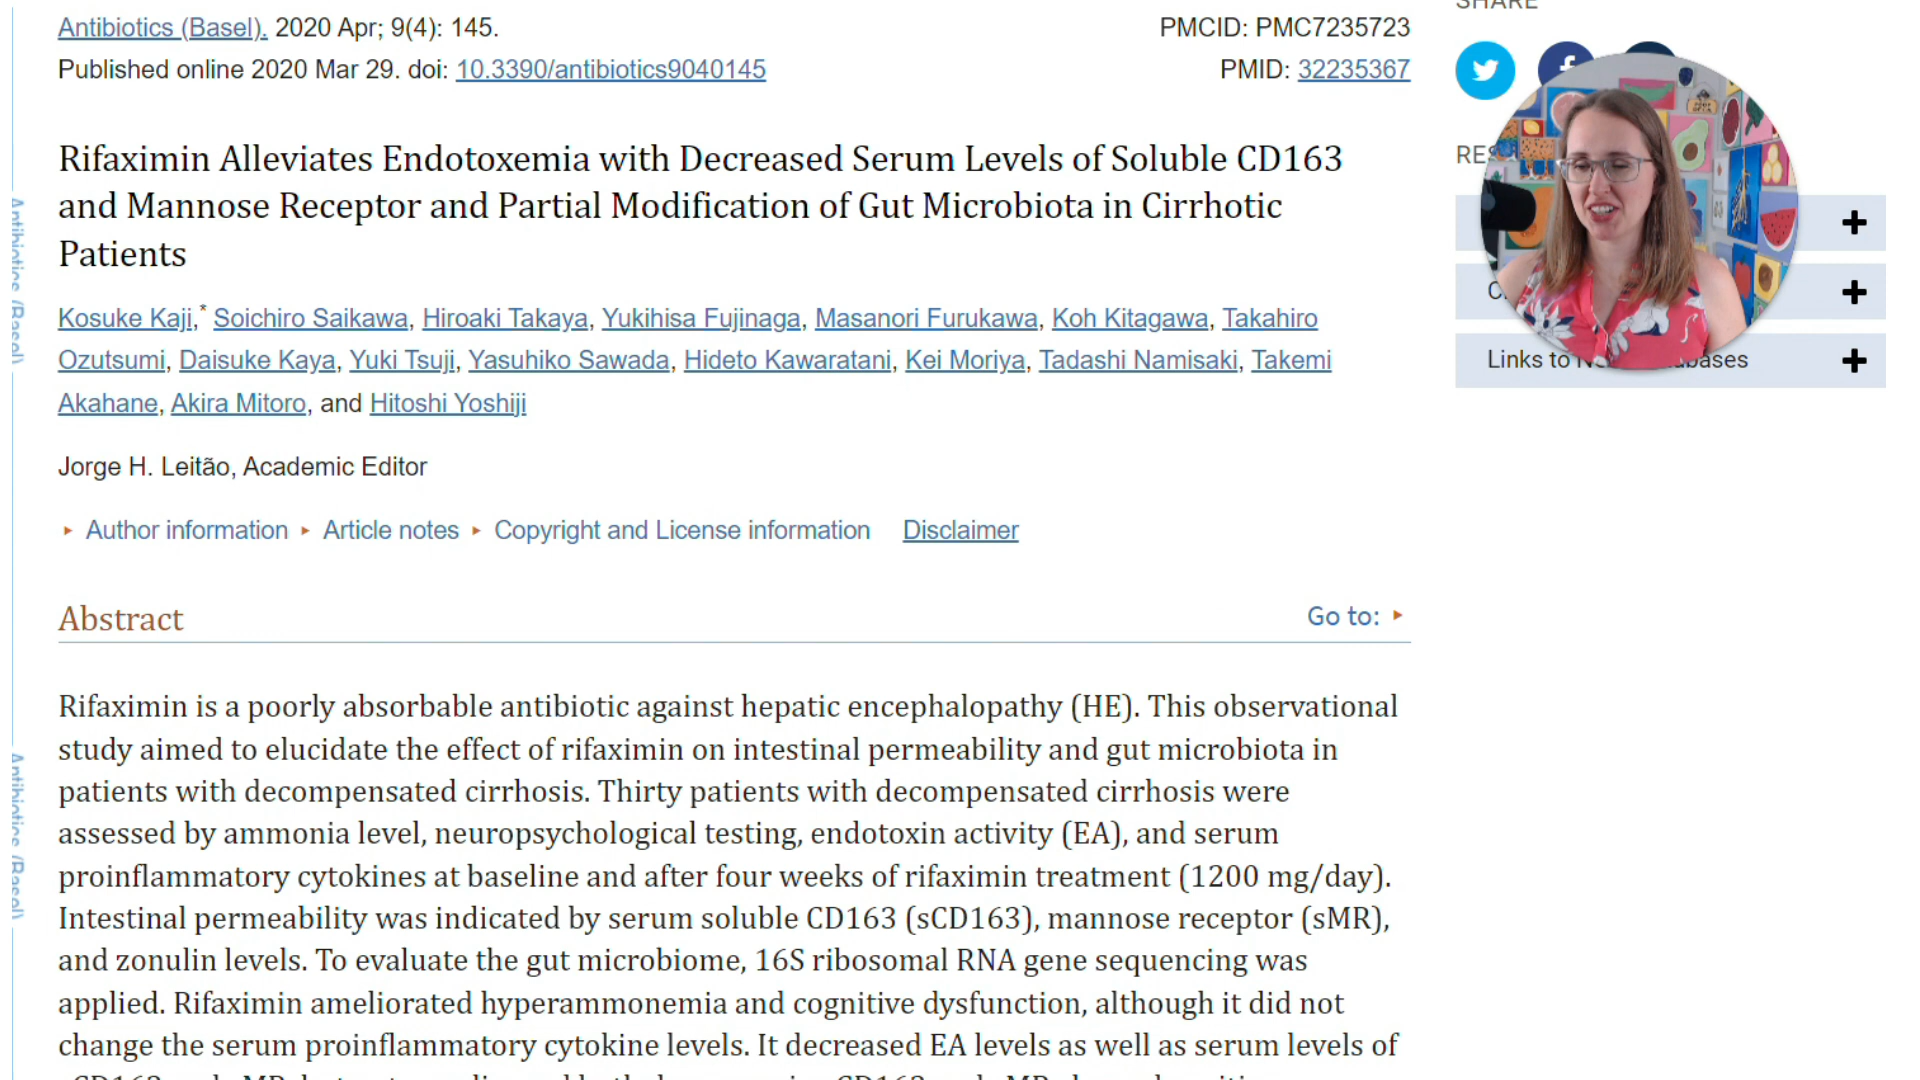 SHARE
Antibiotics (Basel). 2020 Apr; 9(4): 145.
PMCID: PMC7235723
Published online 2020 Mar 29. doi: 10.3390/antibiotics9040145
PMID: 32235367
Rifaximin Alleviates Endotoxemia with Decreased Serum Levels of Soluble CD163
and Mannose Receptor and Partial Modification of Gut Microbiota in Cirrhotic
Patients
Kosuke Kaji,* Soichiro Saikawa, Hiroaki Takaya, Yukihisa Fujinaga, Masanori Furukawa, Koh Kitagawa, Takahiro
Ozutsumi, Daisuke Kaya, Yuki Tsuji, Yasuhiko Sawada, Hideto Kawaratani, Kei Moriya, Tadashi Namisaki, Takemi
Akahane, Akira Mitoro, and Hitoshi Yoshiji
Links to
Jorge H. Leitão, Academic Editor
Author information Article notes Copyright and License information Disclaimer
Abstract
Go to:
Rifaximin is a poorly absorbable antibiotic against hepatic encephalopathy (HE). This observational
study aimed to elucidate the effect of rifaximin on intestinal permeability and gut microbiota in
patients with decompensated cirrhosis. Thirty patients with decompensated cirrhosis were
assessed by ammonia level, neuropsychological testing, endotoxin activity (EA), and serum
proinflammatory cytokines at baseline and after four weeks of rifaximin treatment (1200 mg/day).
Intestinal permeability was indicated by serum soluble CD163 (sCD163), mannose receptor (sMR),
and zonulin levels. To evaluate the gut microbiome, 16S ribosomal RNA gene sequencing was
applied. Rifaximin ameliorated hyperammonemia and cognitive dysfunction, although it did not
change the serum proinflammatory cytokine levels. It decreased EA levels as well as serum levels of
Antibiotics (Basel)
Antibiotics (Basel)